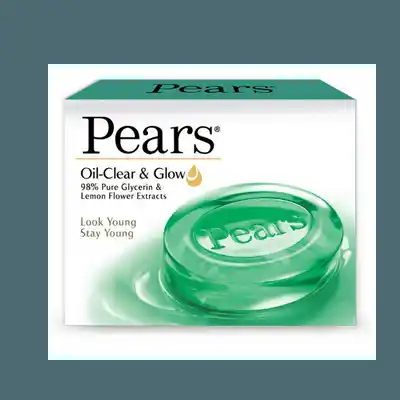 Pears
Pears®
Oil-Clear & Glow
98% Pure Glycerin &
Lemon Flower Extracts
Look Young
Stay Young
Pears